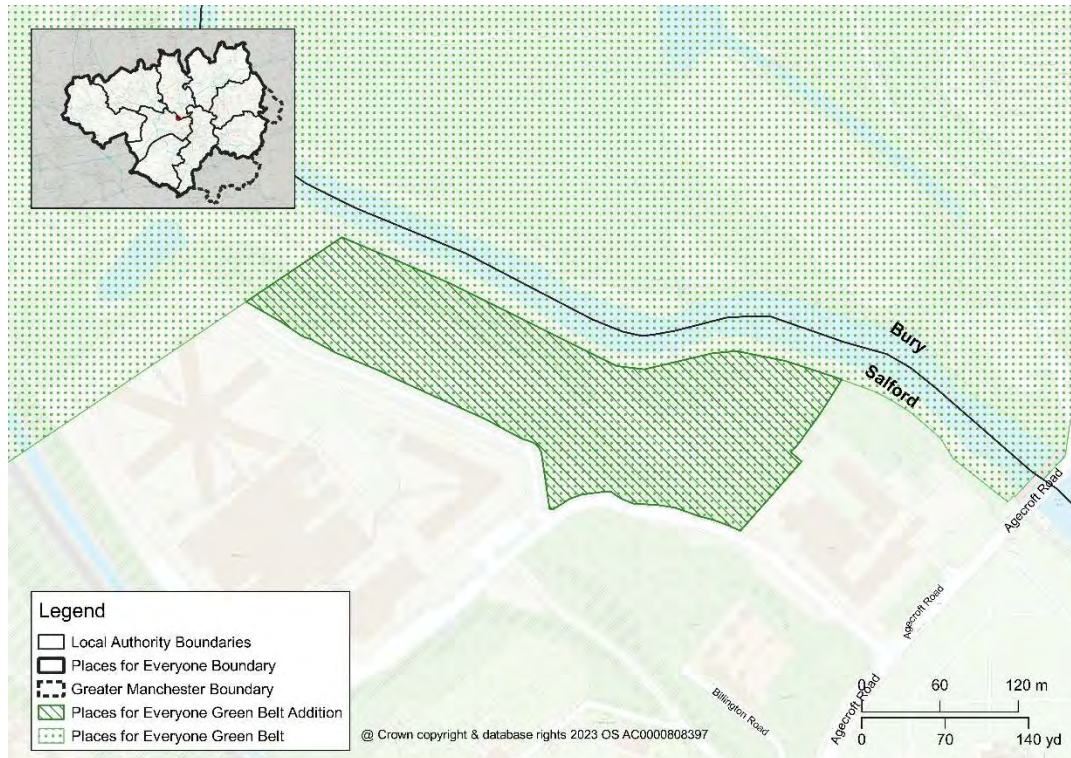 Bury
Salford
Agecroft Road
Agecroft Road
Agecroft Road
Billington Road
Legend
Local Authority Boundaries
Places for Everyone Boundary
Greater Manchester Boundary
Places for Everyone Green Belt Addition
Places for Everyone Green Belt
@ Crown copyright & database rights 2023 OS AC0000808397
0 60 120 m
0 70 140 yd